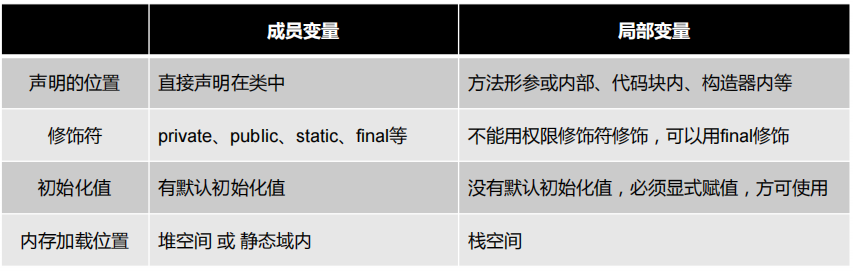 成员变量 局部变量
声明的位置 直接声明在类中 方法形参或内部、代码块内、构造器内等
修饰符 private、public、static、final等 不能用权限修饰符修饰，可以用final修饰
初始化值 有默认初始化值 没有默认初始化值，必须显式赋值，方可使用
内存加载位置 堆空间 或 静态域内 栈空间